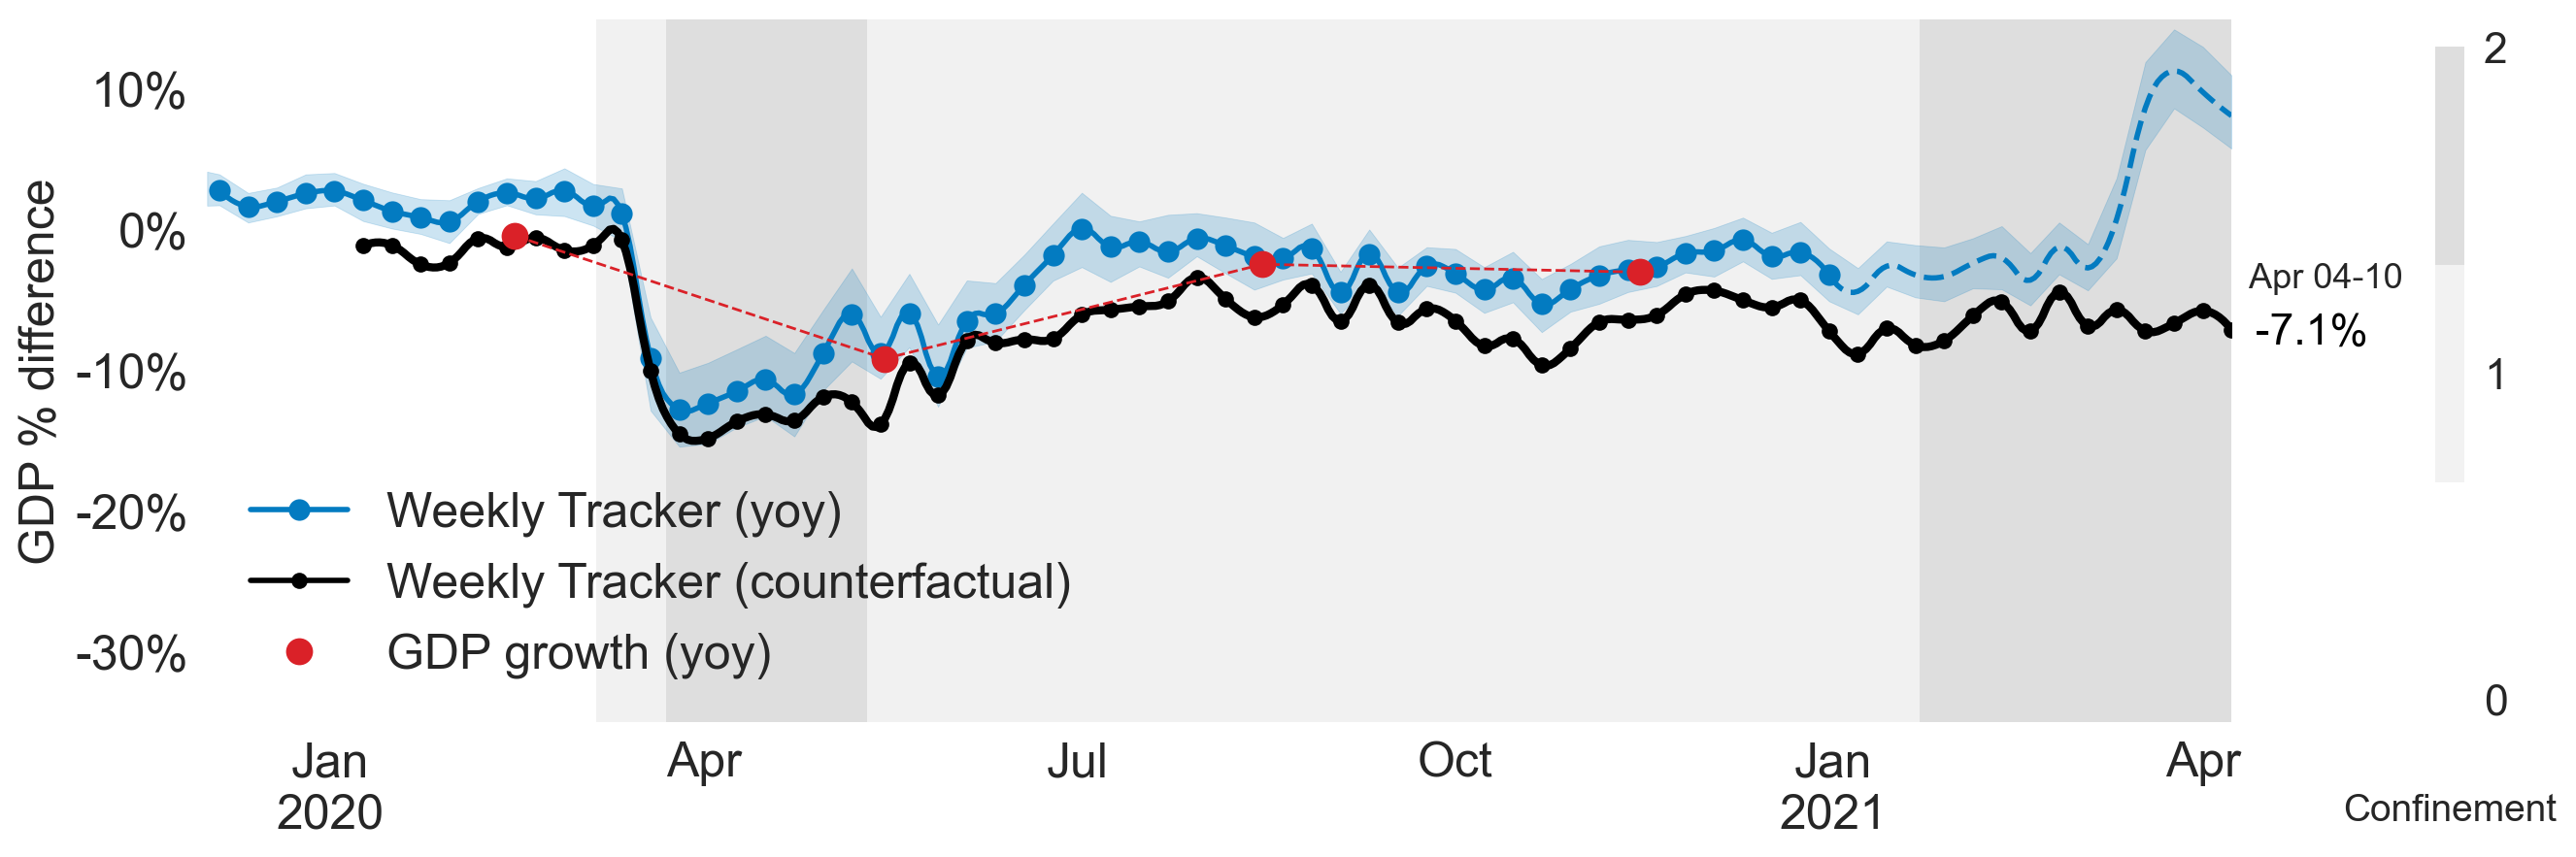 GDP % difference
10%
0%
-10%
-20%
-30%
Weekly Tracker (yoy)
Weekly Tracker (counterfactual)
GDP growth (yoy)
Jan
2020
Apr
Jul
Oct
Jan
2021
Apr
Apr 04-10
-7.1%
2
1
0
Confinement